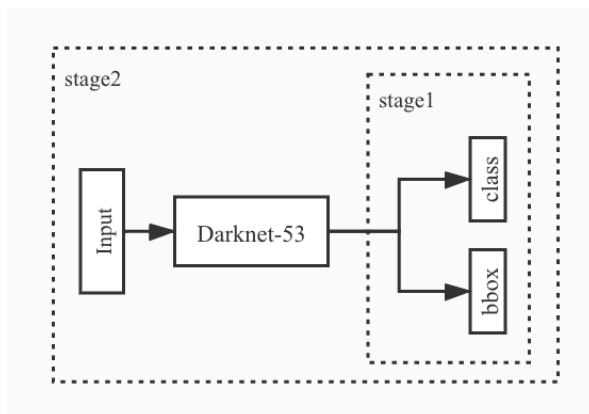 stage2
stage1
Input
Darknet-53
class
bbox